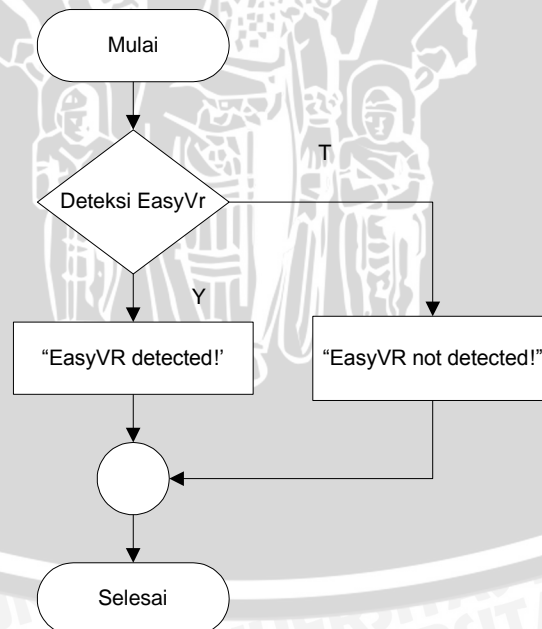 Mulai
T
Deteksi EasyVr
Y
“EasyVR detected!’
“EasyVR not detected!”
Selesai